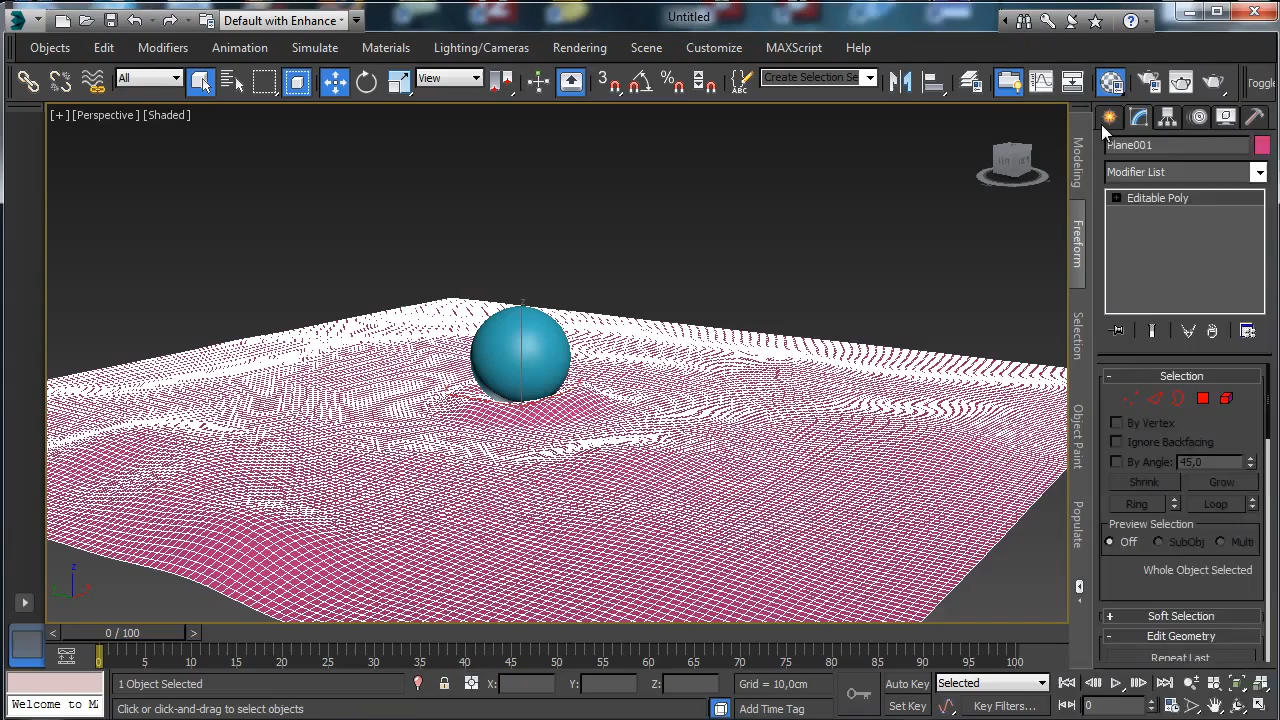 Untitled
Default with Enhance
Objects Edit Modifiers Animation Simulate Materials Lighting/Cameras Rendering Scene Customize MAXScript Help
All View 3 % ABC Create Selection Se Toggle
[+] [Perspective ] [Shaded ]
Modeling
Freeform
Selection
Object Paint
Populate
Plane001
Modifier List
Editable Poly
- Selection
By Vertex
Ignore Backfacing
By Angle: 45,0
Shrink Grow
Ring Loop
Preview Selection
Off SubObj Multi
Whole Object Selected
+ Soft Selection
- Edit Geometry
Repeat Last
z
z
< 0 / 100 >
0 5 10 15 20 25 30 35 40 45 50 55 60 65 70 75 80 85 90 95 100
1 Object Selected X: Y: Z: Grid = 10,0cm Auto Key Selected
Welcome to MA Click or click-and-drag to select objects Add Time Tag Set Key Key Filters... 0